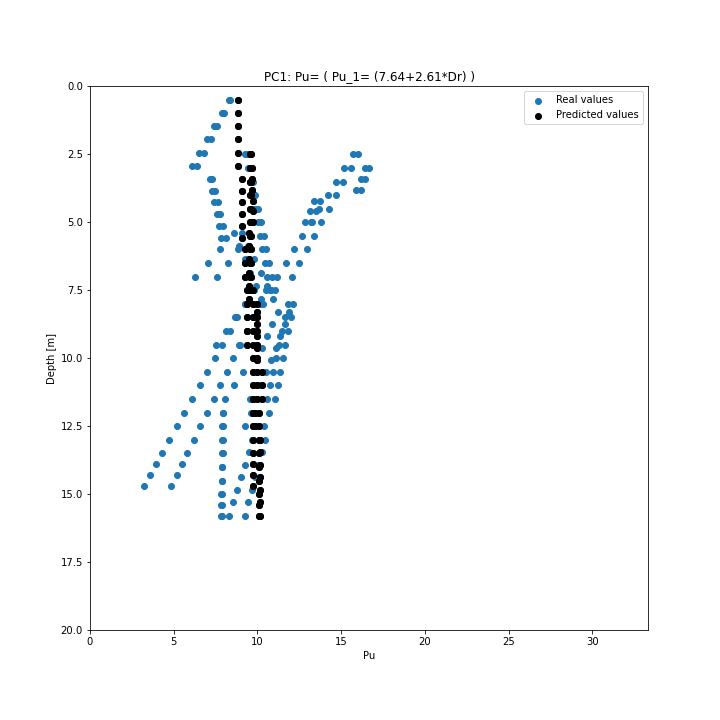 PC1: Pu= ( Pu_1= (7.64+2.61*Dr) )
Real values
Predicted values
0.0
2.5
5.0
7.5
10.0
12.5
15.0
17.5
20.0
Depth [m]
0 5 10 15 20 25 30
Pu